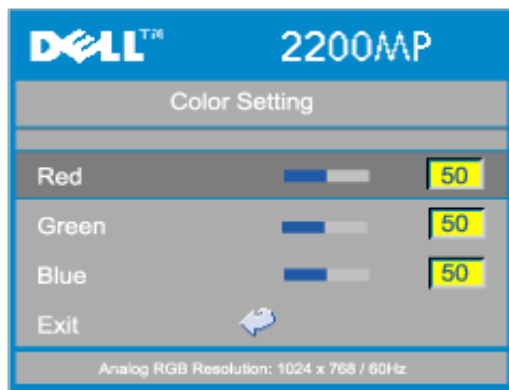 DELL™ 2200MP
Color Setting
Red 50
Green 50
Blue 50
Exit
Analog RGB Resolution: 1024 x 768 / 60Hz